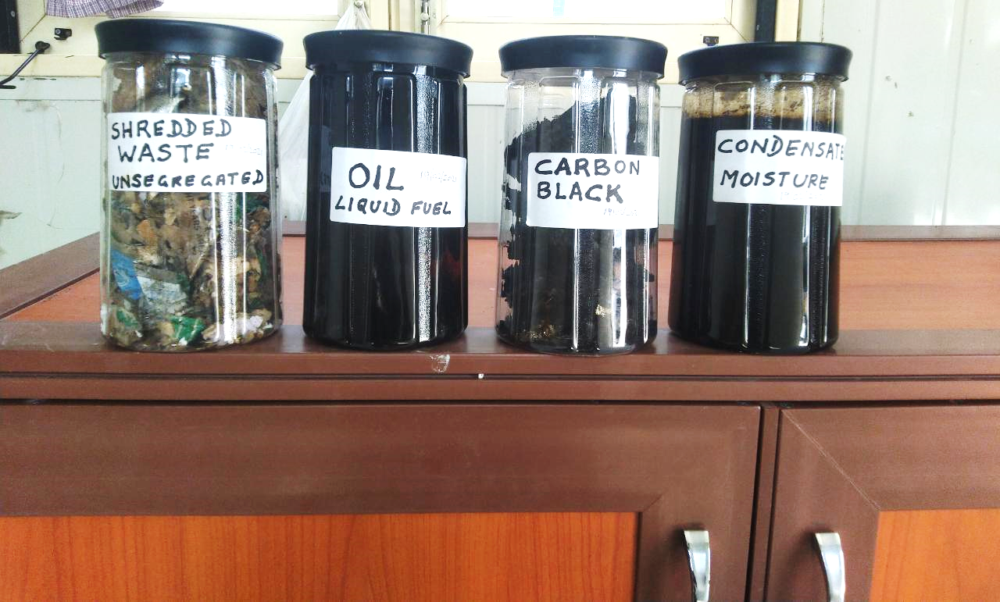 SHREDDED
WASTE
UNSEGREGATED
OIL
LIQUID FUEL
CARBON
BLACK
CONDENSATE
MOISTURE